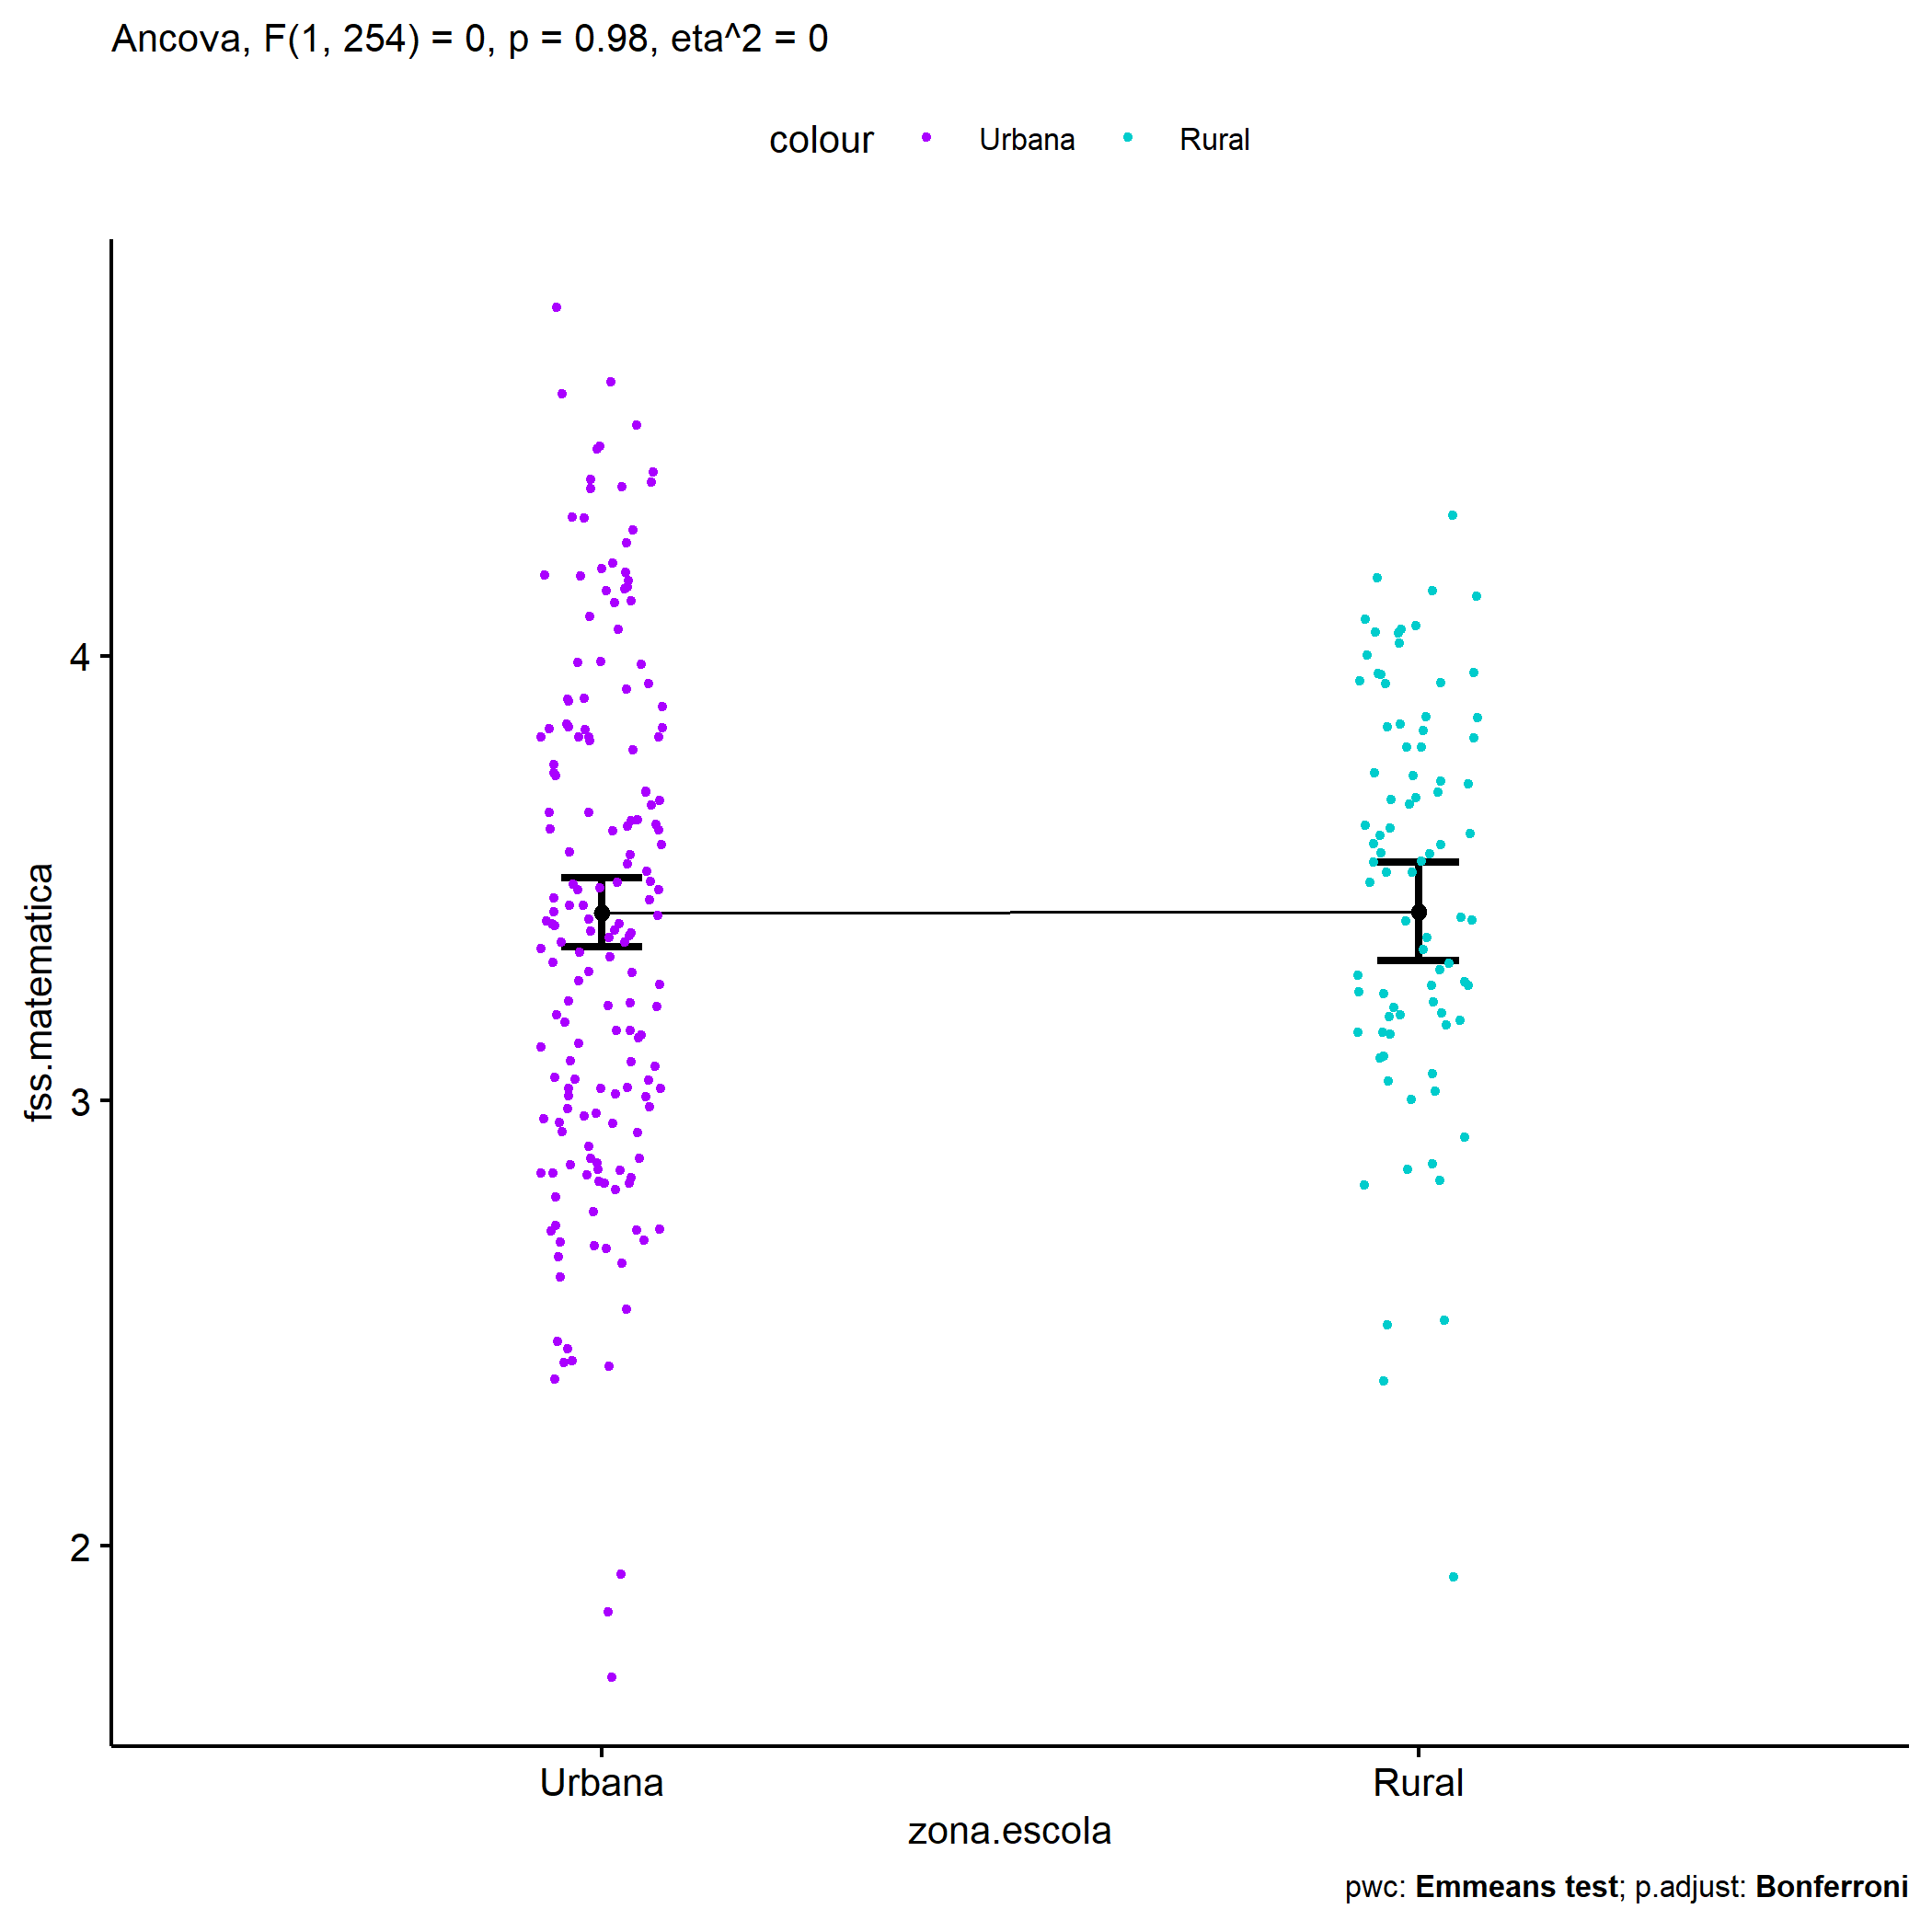 Ancova, F(1, 254) = 0, p = 0.98, eta^2 = 0
colour Urbana Rural
fss.matematica
4
3
2
Urbana Rural
zona.escola
pwc: Emmeans test; p.adjust: Bonferroni